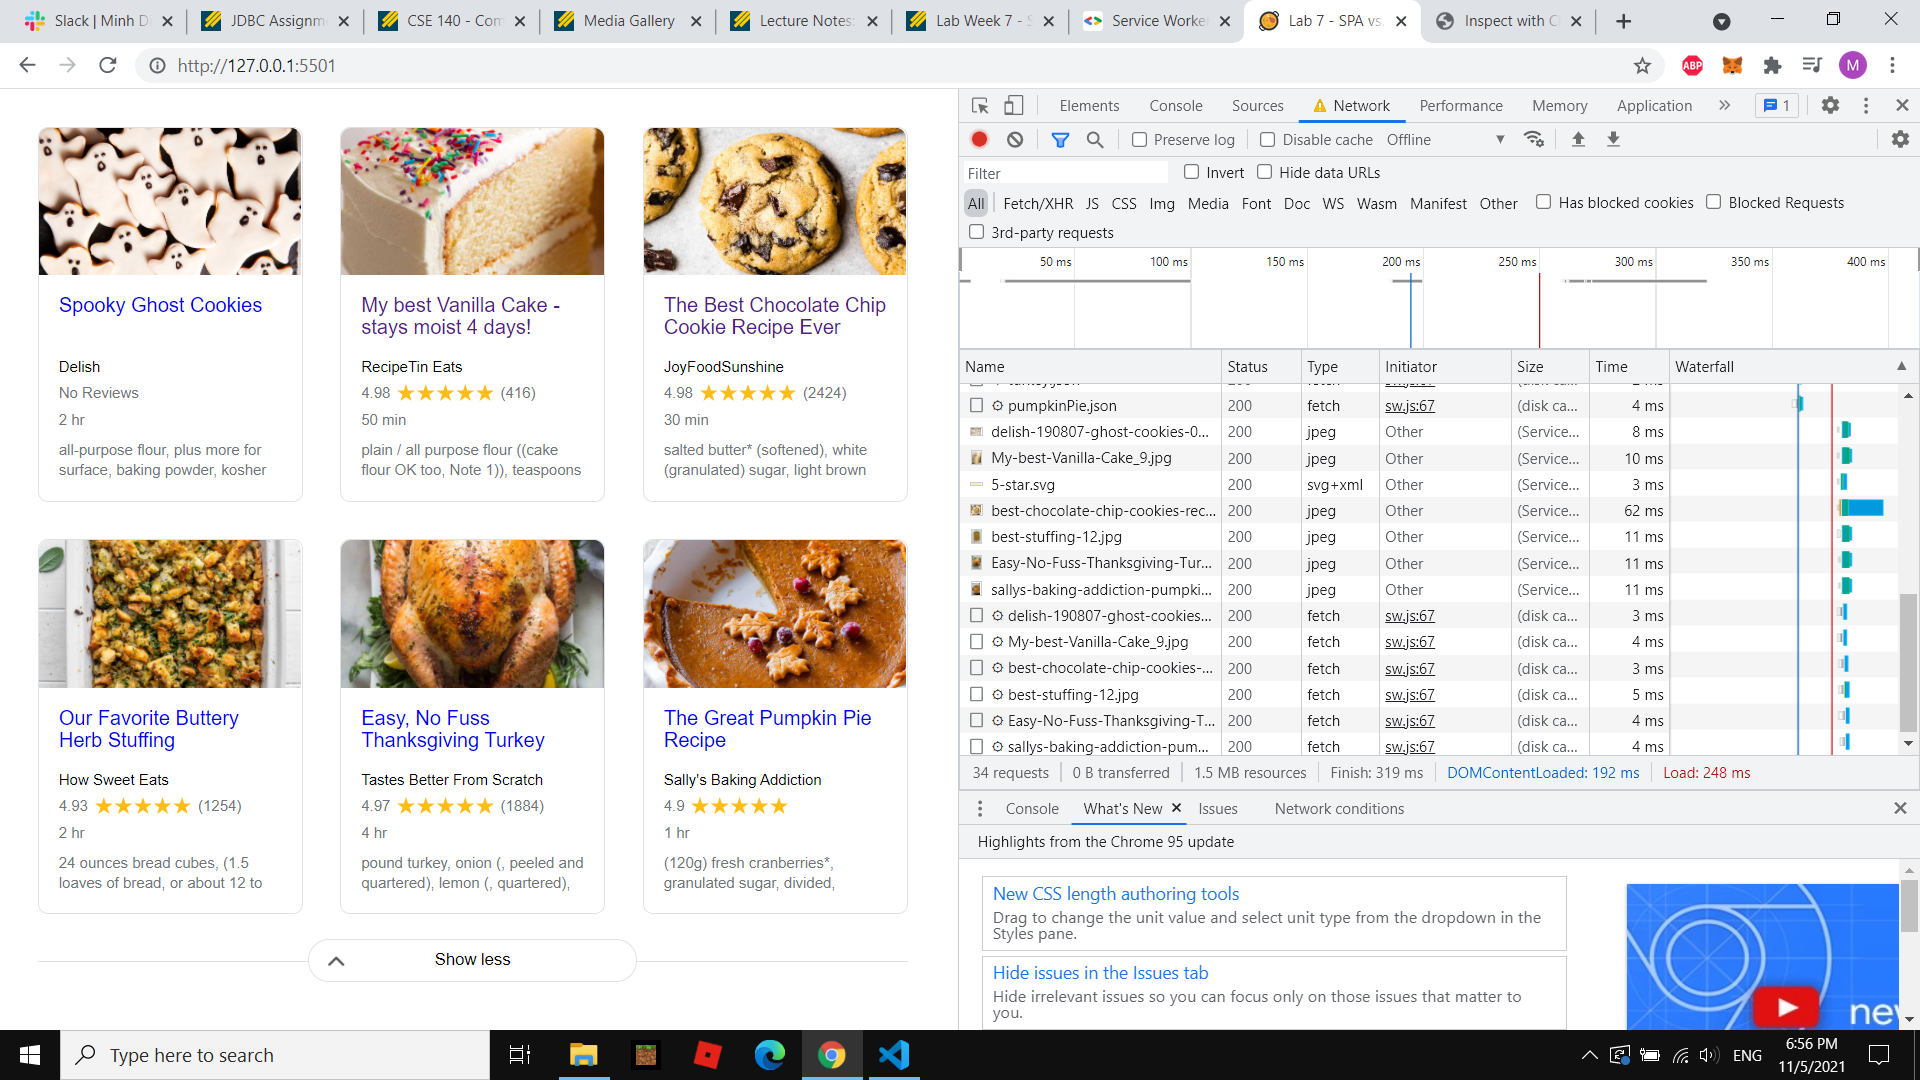 Slack | Minh D
JDBC Assignm
CSE 140 - Com
Media Gallery
Lecture Notes:
Lab Week 7 - S
Service Worke
Lab 7 - SPA vs.
Inspect with C
http://127.0.0.1:5501
ABP
M
Elements
Console
Sources
Network
Performance
Memory
Application
1
Preserve log
Disable cache
Offline
Filter
Invert
Hide data URLs
All
Fetch/XHR
JS
CSS
Img
Media
Font
Doc
WS
Wasm
Manifest
Other
Has blocked cookies
Blocked Requests
3rd-party requests
50 ms
100 ms
150 ms
200 ms
250 ms
300 ms
350 ms
400 ms
Name Status Type Initiator Size Time Waterfall
pumpkinPie.json 200 fetch sw.js:67 (disk ca... 4 ms
delish-190807-ghost-cookies-0... 200 jpeg Other (Service... 8 ms
My-best-Vanilla-Cake_9.jpg 200 jpeg Other (Service... 10 ms
5-star.svg 200 svg+xml Other (Service... 3 ms
best-chocolate-chip-cookies-rec... 200 jpeg Other (Service... 62 ms
best-stuffing-12.jpg 200 jpeg Other (Service... 11 ms
Easy-No-Fuss-Thanksgiving-Tur... 200 jpeg Other (Service... 11 ms
sallys-baking-addiction-pumpki... 200 jpeg Other (Service... 11 ms
delish-190807-ghost-cookies... 200 fetch sw.js:67 (disk ca... 3 ms
My-best-Vanilla-Cake_9.jpg 200 fetch sw.js:67 (disk ca... 4 ms
best-chocolate-chip-cookies-... 200 fetch sw.js:67 (disk ca... 3 ms
best-stuffing-12.jpg 200 fetch sw.js:67 (disk ca... 5 ms
Easy-No-Fuss-Thanksgiving-T... 200 fetch sw.js:67 (disk ca... 4 ms
sallys-baking-addiction-pum... 200 fetch sw.js:67 (disk ca... 4 ms
34 requests
0 B transferred
1.5 MB resources
Finish: 319 ms
DOMContentLoaded: 192 ms
Load: 248 ms
Console
What's New
Issues
Network conditions
Highlights from the Chrome 95 update
New CSS length authoring tools
Drag to change the unit value and select unit type from the dropdown in the
Styles pane.
Hide issues in the Issues tab
Hide irrelevant issues so you can focus only on those issues that matter to
you.
new
Spooky Ghost Cookies
Delish
No Reviews
2 hr
all-purpose flour, plus more for
surface, baking powder, kosher
My best Vanilla Cake -
stays moist 4 days!
RecipeTin Eats
4.98 (416)
50 min
plain / all purpose flour ((cake
flour OK too, Note 1)), teaspoons
The Best Chocolate Chip
Cookie Recipe Ever
JoyFoodSunshine
4.98 (2424)
30 min
salted butter* (softened), white
(granulated) sugar, light brown
Our Favorite Buttery
Herb Stuffing
How Sweet Eats
4.93 (1254)
2 hr
24 ounces bread cubes, (1.5
loaves of bread, or about 12 to
Easy, No Fuss
Thanksgiving Turkey
Tastes Better From Scratch
4.97 (1884)
4 hr
pound turkey, onion (, peeled and
quartered), lemon (, quartered),
The Great Pumpkin Pie
Recipe
Sally's Baking Addiction
4.9
1 hr
(120g) fresh cranberries*,
granulated sugar, divided,
Show less
Type here to search
ENG
6:56 PM
11/5/2021